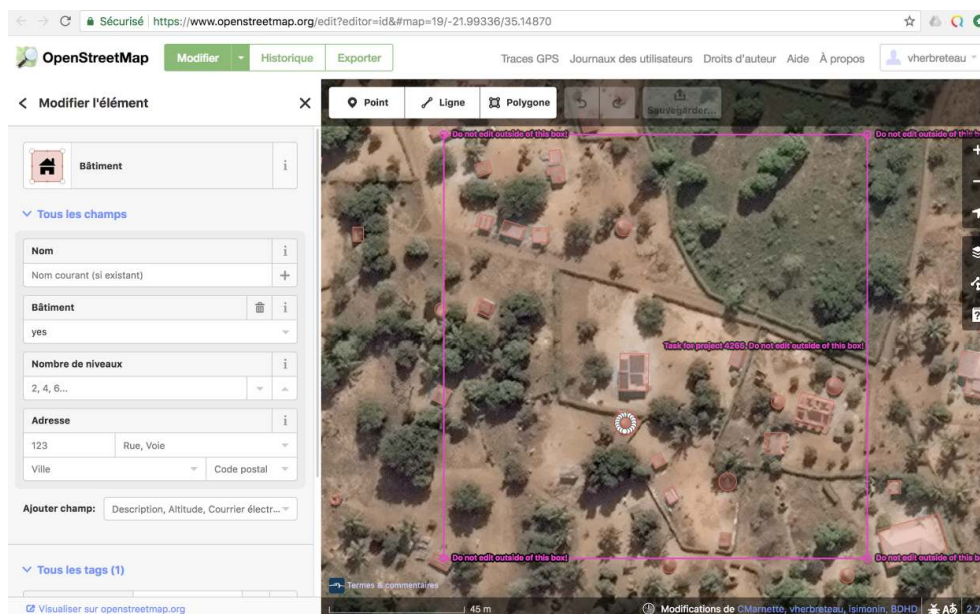 Sécurisé https://www.openstreetmap.org/edit?editor=id&#map=19/-21.99336/35.14870
OpenStreetMap Modifier Historique Exporter Traces GPS Journaux des utilisateurs Droits d'auteur Aide À propos vherbreteau
Modifier l'élément
Point Ligne Polygone Sauvegarder...
Do not edit outside of this box! Do not edit outside of this
Bâtiment i
Tous les champs
Nom i
Nom courant (si existant) +
Bâtiment i
yes
Nombre de niveaux i
2, 4, 6...
Task for project 4265. Do not edit outside of this box!
Adresse i
123 Rue, Voie
Ville Code postal
Ajouter champ: Description, Altitude, Courrier électr...
Do not edit outside of this box! Do not edit outside of this
Tous les tags (1)
Termes & commentaires
Visualiser sur openstreetmap.org 45 m Modifications de CMarnette, vherbreteau, isimonin, BDHD